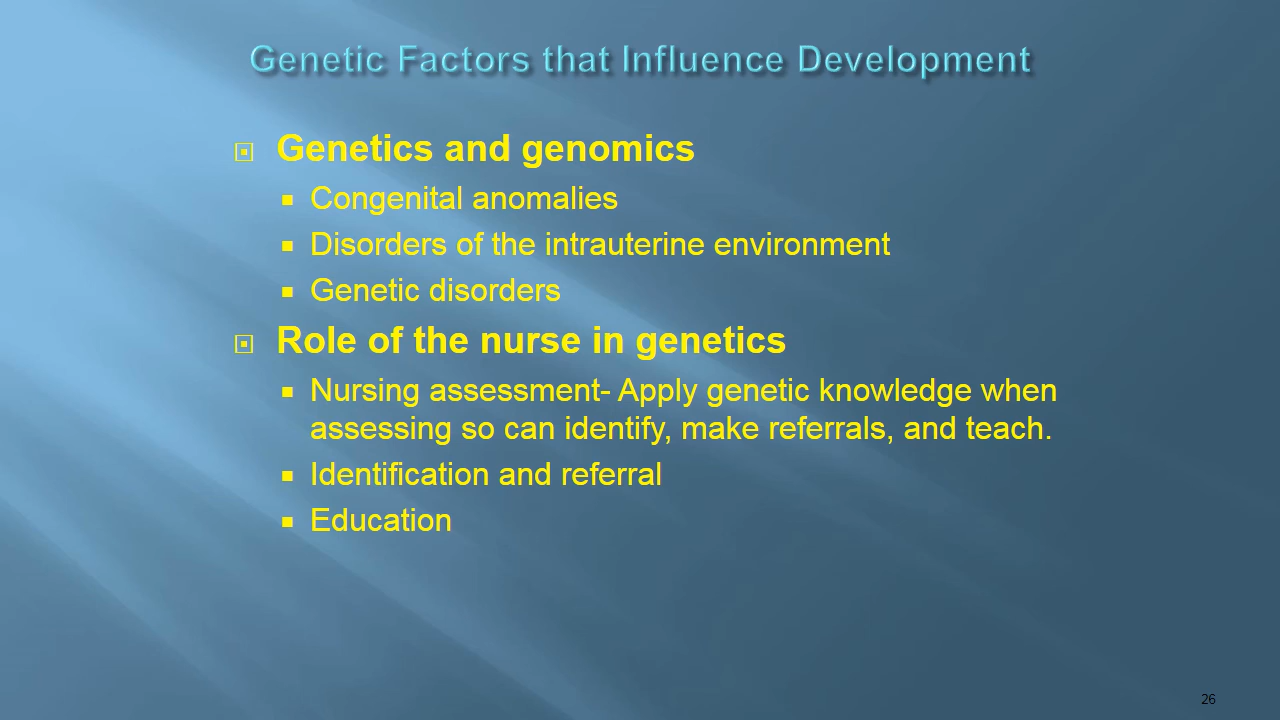 Genetic Factors that Influence Development
Genetics and genomics
Congenital anomalies
Disorders of the intrauterine environment
Genetic disorders
Role of the nurse in genetics
Nursing assessment- Apply genetic knowledge when
assessing so can identify, make referrals, and teach.
Identification and referral
Education
26